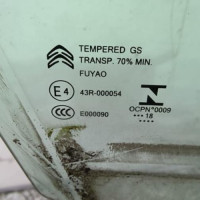 TEMPERED GS
TRANSP. 70% MIN.
FUYAO
E4 43R-000054
CCC E000090
N
OCPN°0009
••• 18 ••